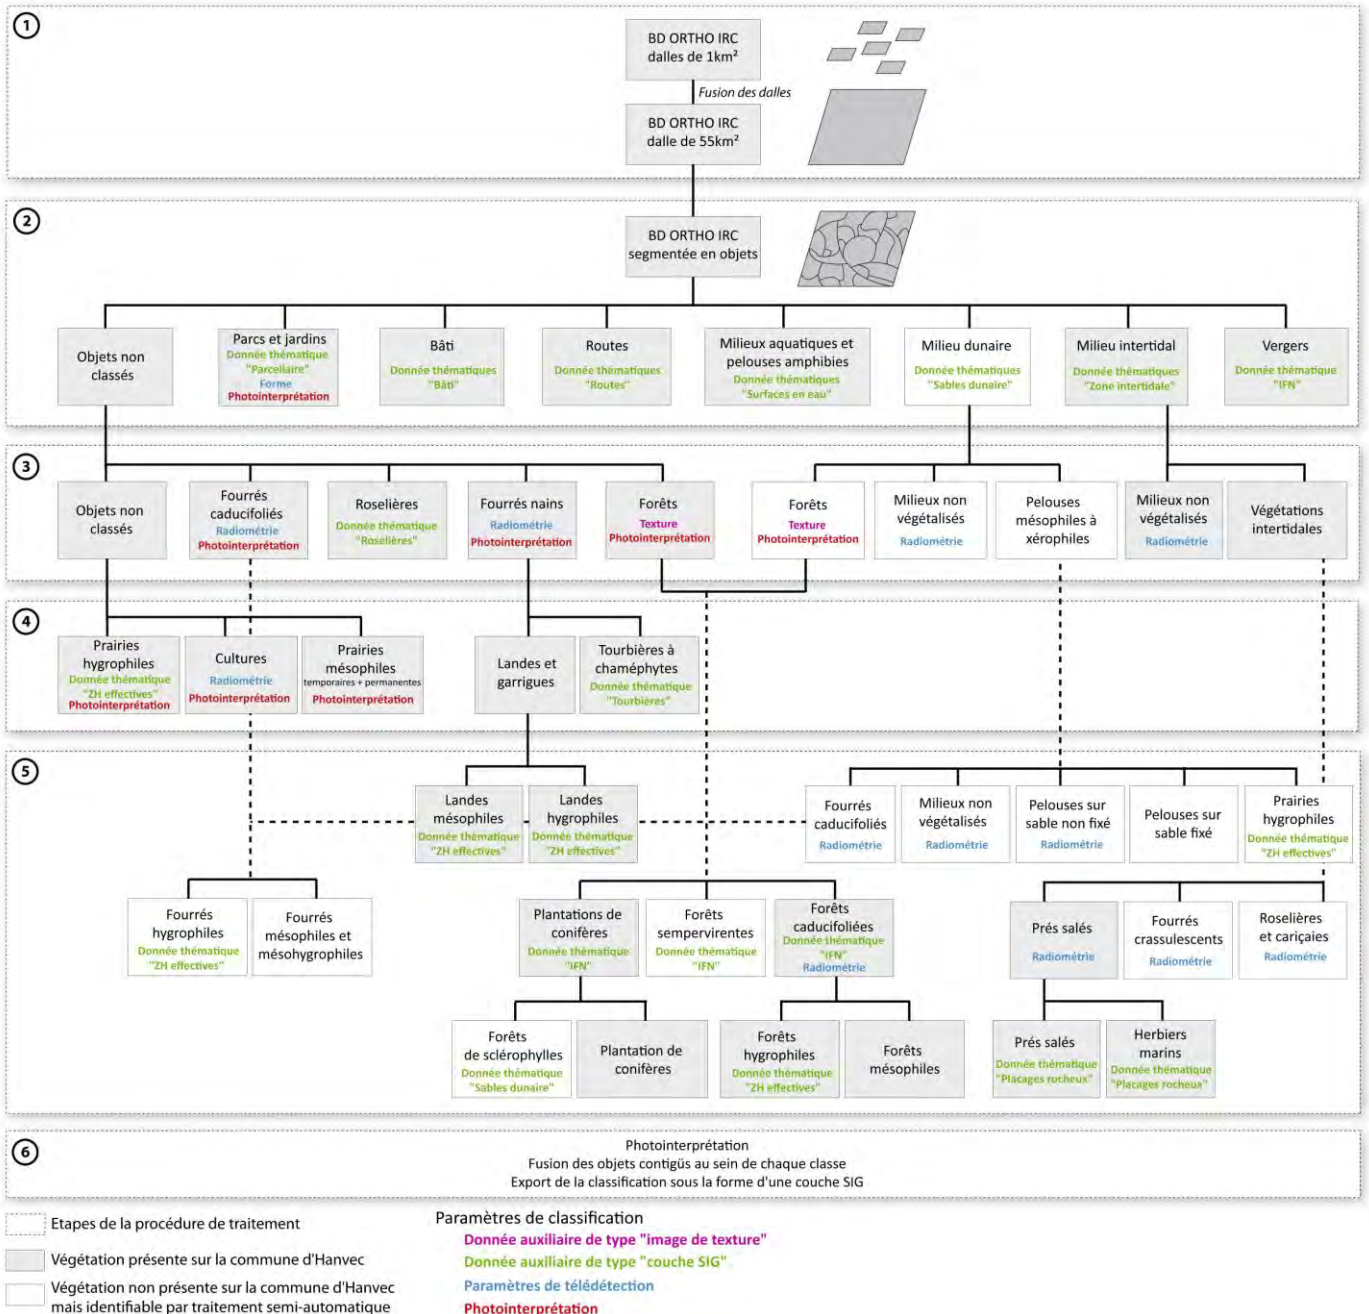 1
BD ORTHO IRC
dalles de 1km²
Fusion des dalles
BD ORTHO IRC
dalle de 55km²
2
BD ORTHO IRC
segmentée en objets
Objets non
classés
Parcs et jardins
Donnée thématique
"Parcellaire"
Forme
Photointerprétation
Bâti
Donnée thématiques
"Bâti"
Routes
Donnée thématiques
"Routes"
Milieux aquatiques et
pelouses amphibies
Donnée thématiques
"Surfaces en eau"
Milieu dunaire
Donnée thématiques
"Sables dunaire"
Milieu intertidal
Donnée thématiques
"Zone intertidale"
Vergers
Donnée thématique
"IFN"
3
Objets non
classés
Fourrés
caducifoliés
Radiométrie
Photointerprétation
Roselières
Donnée thématique
"Roselières"
Fourrés nains
Radiométrie
Photointerprétation
Forêts
Texture
Photointerprétation
Forêts
Texture
Photointerprétation
Milieux non
végétalisés
Radiométrie
Pelouses
mésophiles à
xérophiles
Milieux non
végétalisés
Radiométrie
Végétations
intertidales
4
Prairies
hygrophiles
Donnée thématique
"ZH effectives"
Photointerprétation
Cultures
Radiométrie
Photointerprétation
Prairies
mésophiles
temporaires + permanentes
Photointerprétation
Landes et
garrigues
Tourbières à
chaméphytes
Donnée thématique
"Tourbières"
5
Landes
mésophiles
Donnée thématique
"ZH effectives"
Landes
hygrophiles
Donnée thématique
"ZH effectives"
Fourrés
caducifoliés
Radiométrie
Milieux non
végétalisés
Radiométrie
Pelouses sur
sable non fixé
Radiométrie
Pelouses sur
sable fixé
Prairies
hygrophiles
Donnée thématique
"ZH effectives"
Fourrés
hygrophiles
Donnée thématique
"ZH effectives"
Fourrés
mésophiles et
mésohygrophiles
Plantations de
conifères
Donnée thématique
"IFN"
Forêts
sempervirentes
Donnée thématique
"IFN"
Forêts
caducifoliées
Donnée thématique
"IFN"
Radiométrie
Prés salés
Radiométrie
Fourrés
crassulescents
Radiométrie
Roselières
et cariçaies
Radiométrie
Forêts
de sclérophylles
Donnée thématique
"Sables dunaire"
Plantation de
conifères
Forêts
hygrophiles
Donnée thématique
"ZH effectives"
Forêts
mésophiles
Prés salés
Donnée thématique
"Placages rocheux"
Herbiers
marins
Donnée thématique
"Placages rocheux"
6
Photointerprétation
Fusion des objets contigüs au sein de chaque classe
Export de la classification sous la forme d'une couche SIG
Etapes de la procédure de traitement
Végétation présente sur la commune d'Hanvec
Végétation non présente sur la commune d'Hanvec
mais identifiable par traitement semi-automatique
Paramètres de classification
Donnée auxiliaire de type "image de texture"
Donnée auxiliaire de type "couche SIG"
Paramètres de télédétection
Photointerprétation